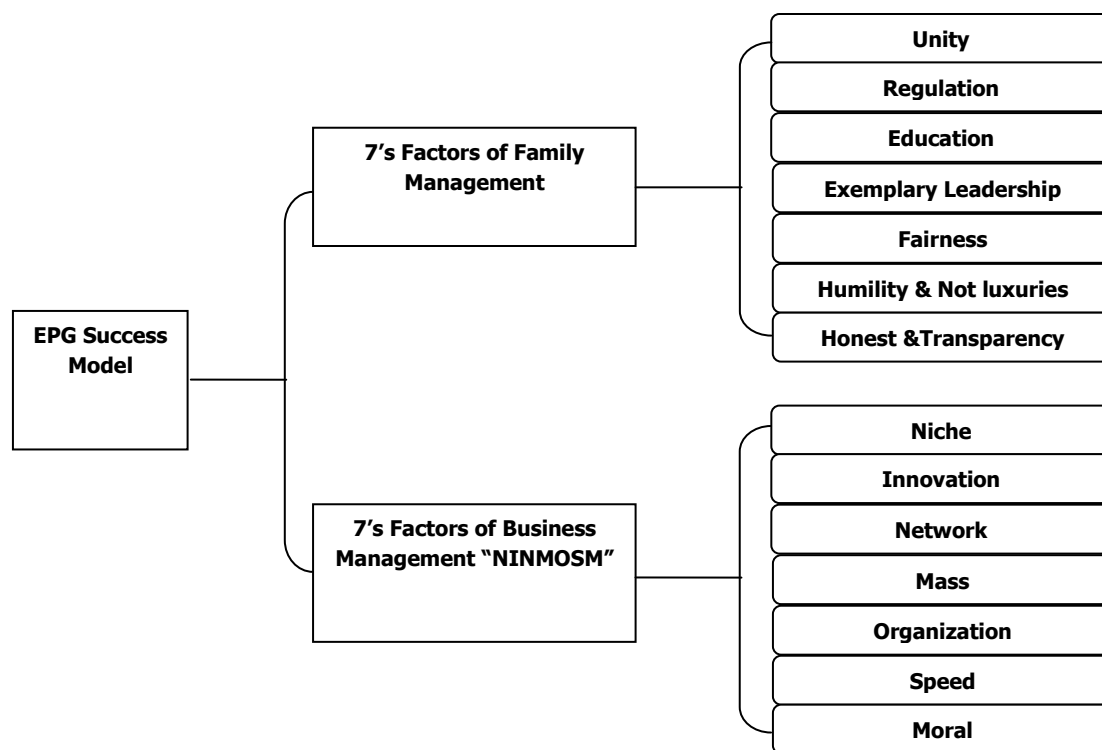 EPG Success
Model
7’s Factors of Family
Management
Unity
Regulation
Education
Exemplary Leadership
Fairness
Humility & Not luxuries
Honest &Transparency
7’s Factors of Business
Management “NINMOSM”
Niche
Innovation
Network
Mass
Organization
Speed
Moral